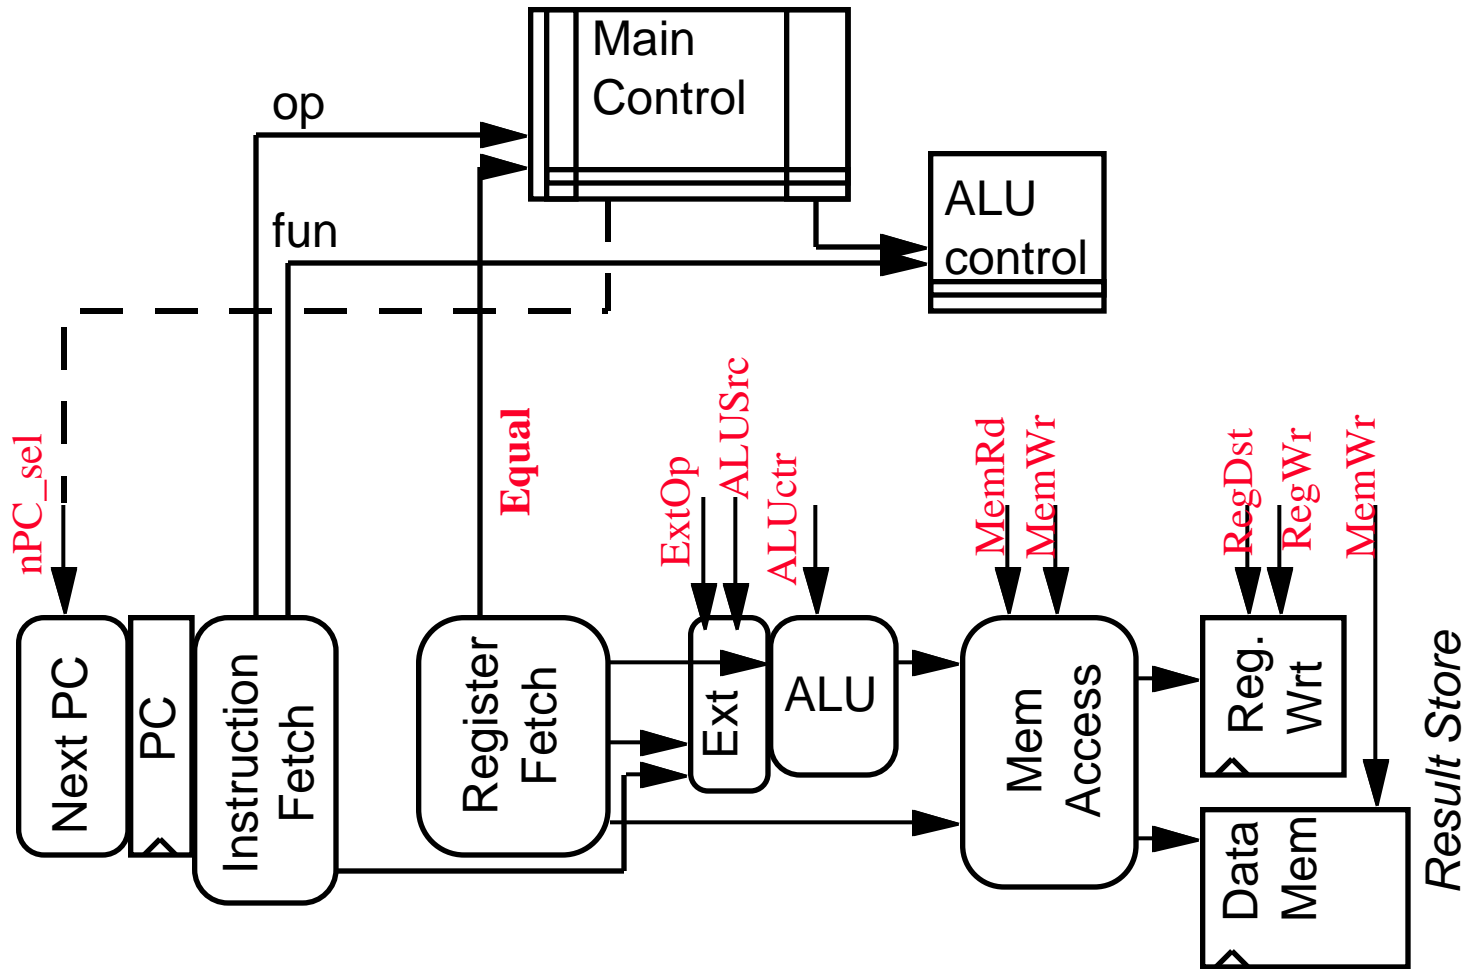 Main
Control
op
ALU
control
fun
nPC_sel
Equal
ExtOp
ALUSrc
ALUctr
MemRd
MemWr
RegDst
RegWr
MemWr
Next PC
PC
Instruction
Fetch
Register
Fetch
Ext
ALU
Mem
Access
Reg.
Wrt
Data
Mem
Result Store